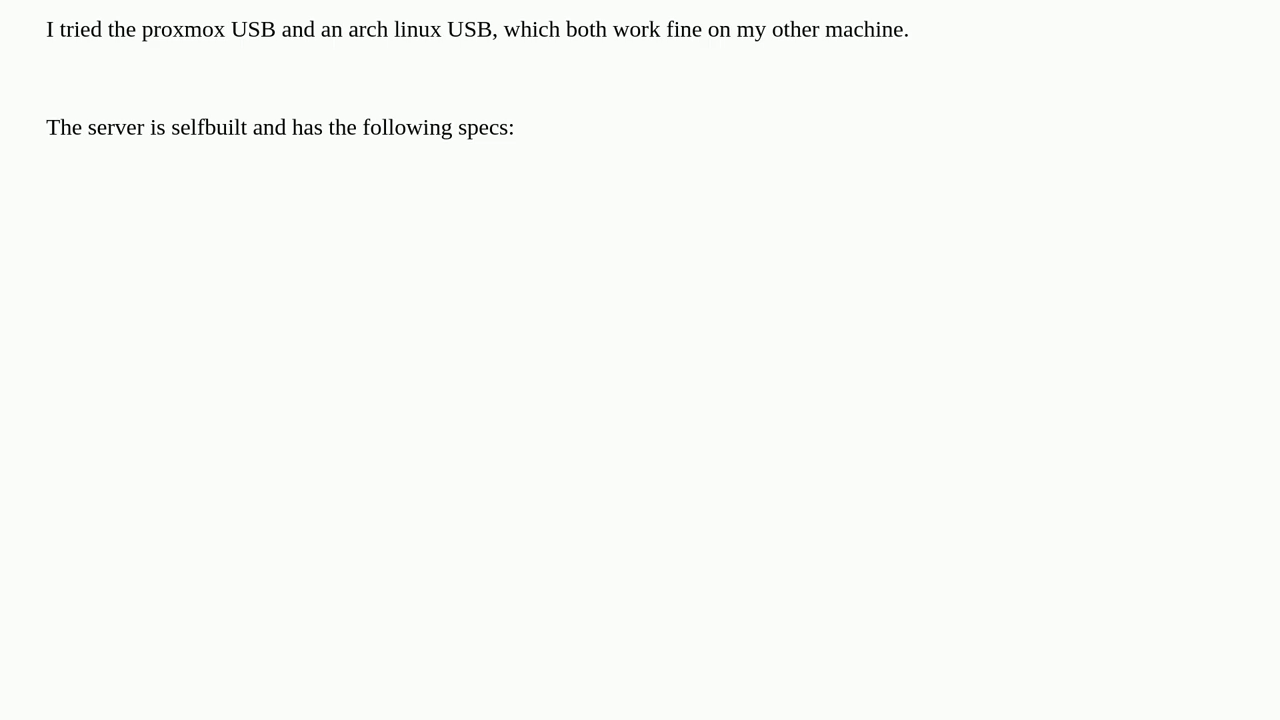 I tried the proxmox USB and an arch linux USB, which both work fine on my other machine.
The server is selfbuilt and has the following specs: